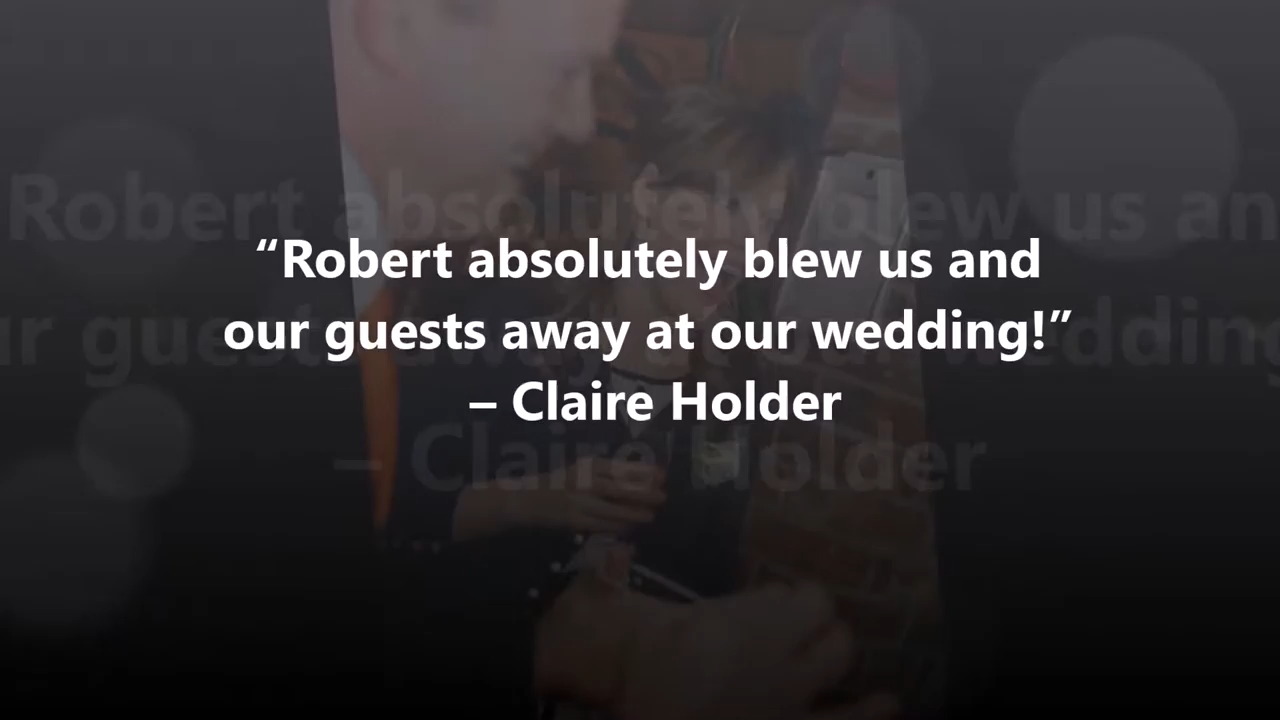 “Robert absolutely blew us and
our guests away at our wedding!”
– Claire Holder